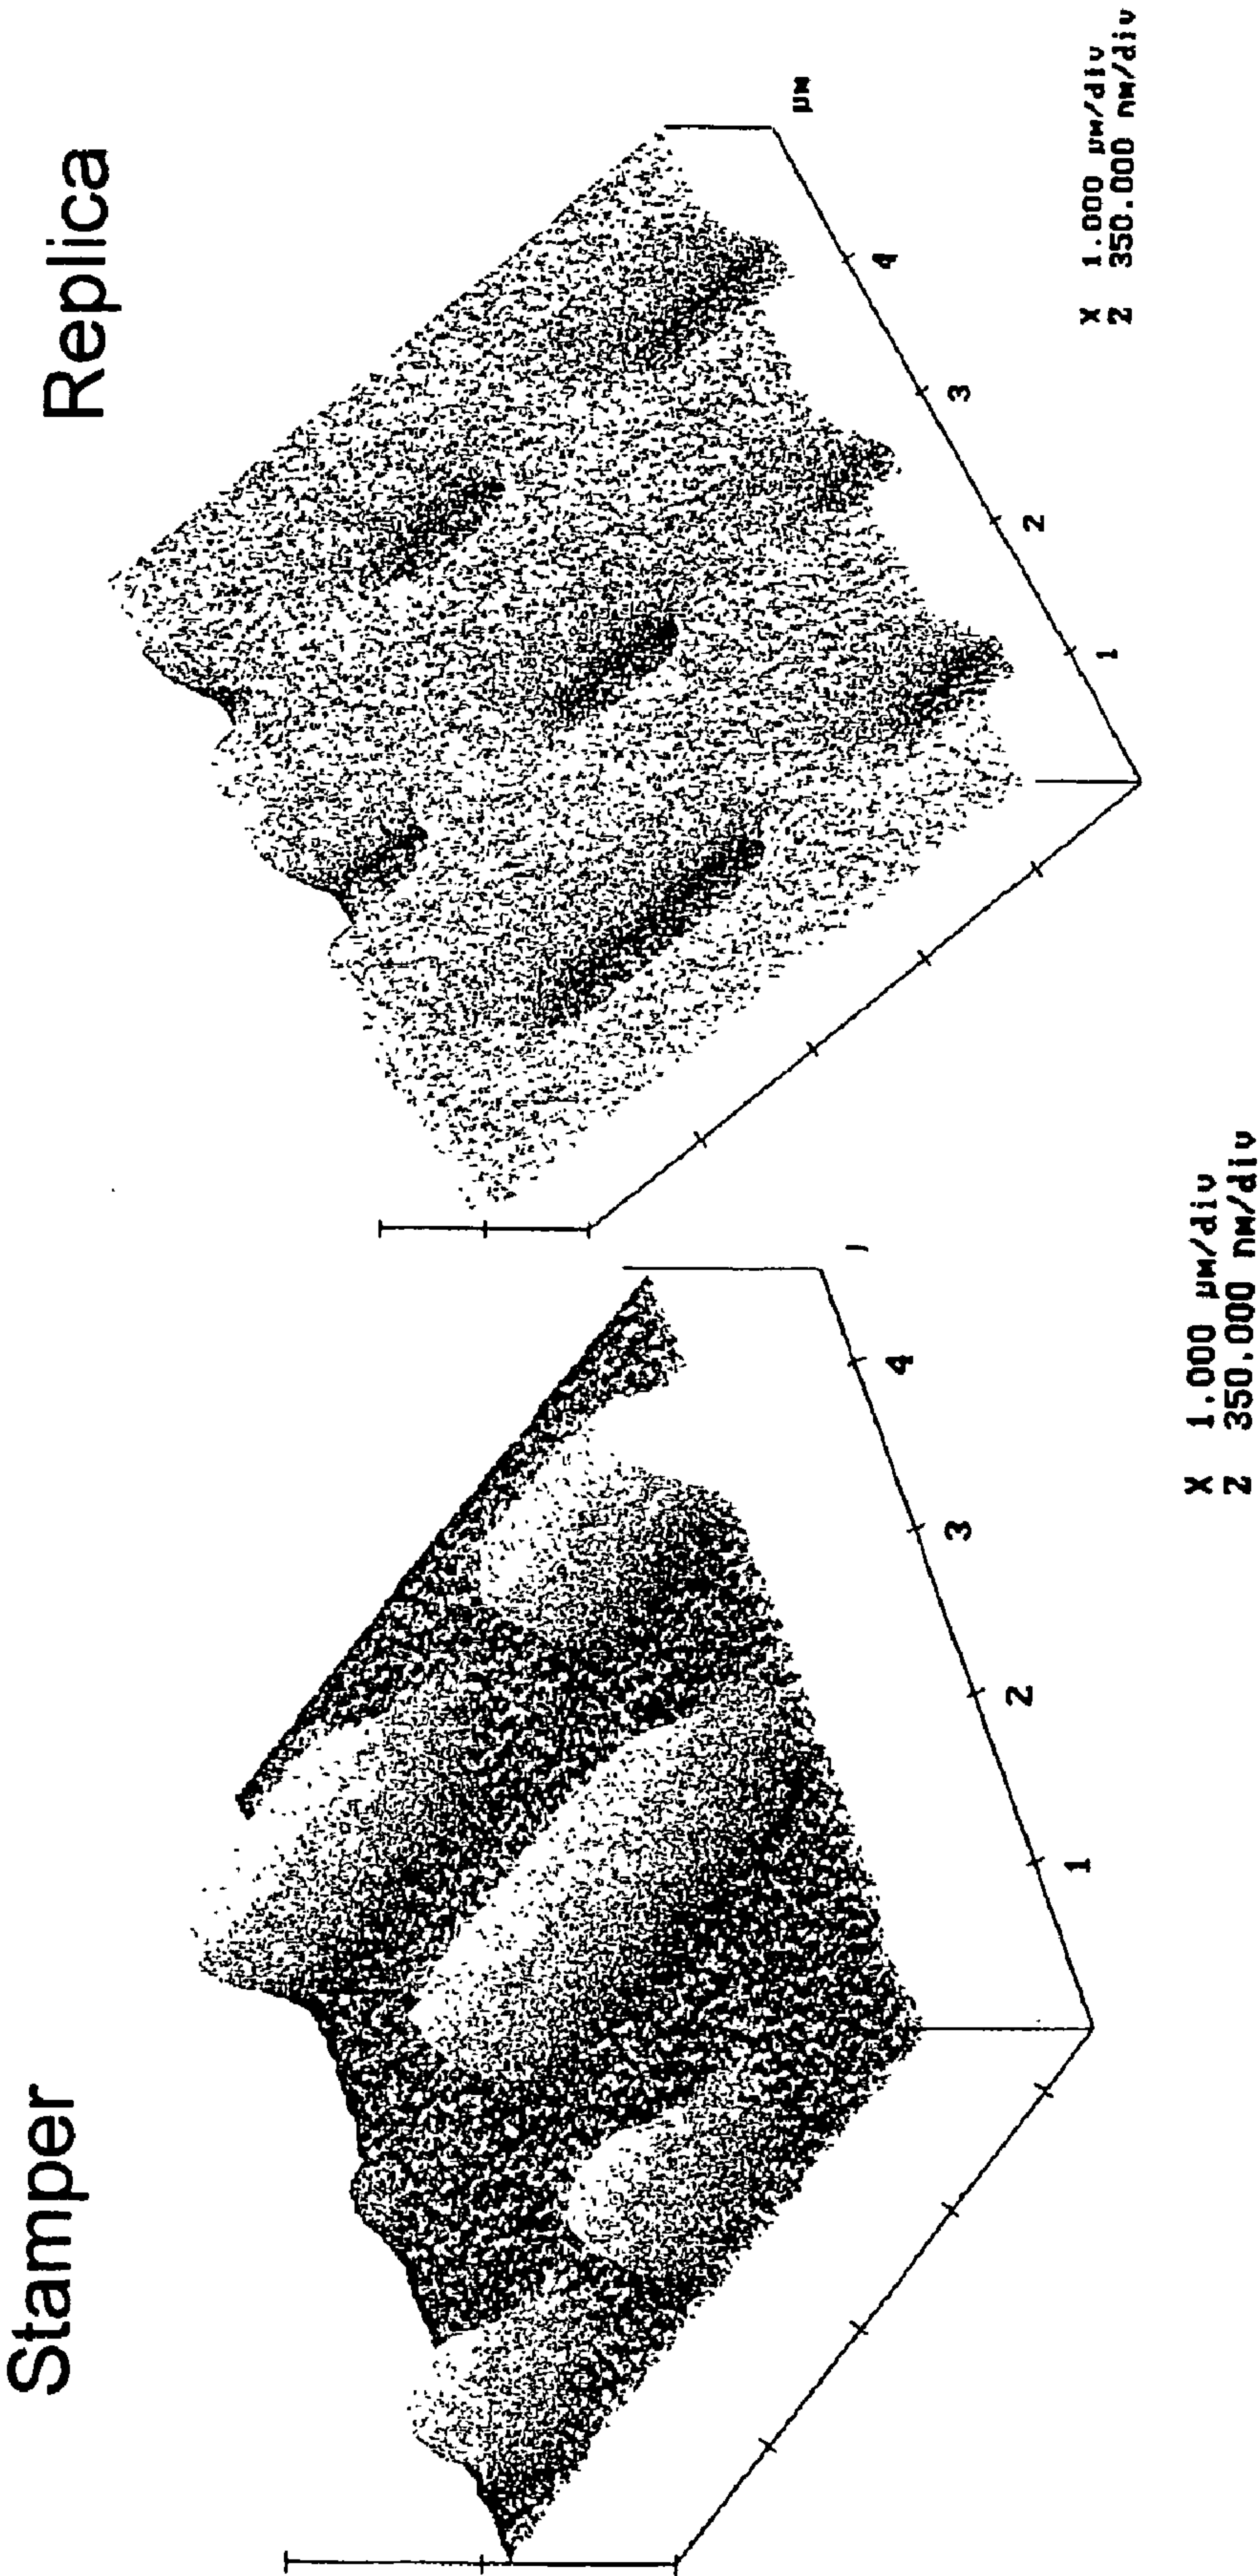 Stamper
Replica
1
2
3
4
X 1.000 µm/div
Z 350.000 nm/div
1
2
3
4
µm
X 1.000 µm/div
Z 350.000 nm/div